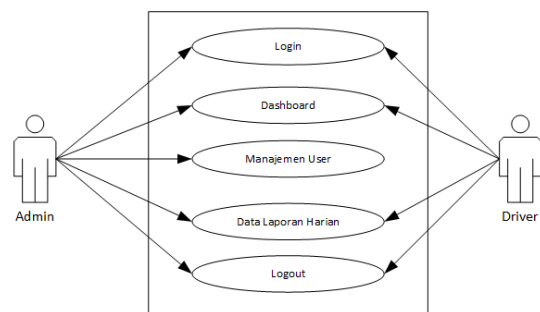 Login
Dashboard
Manajemen User
Data Laporan Harian
Logout
Admin
Driver